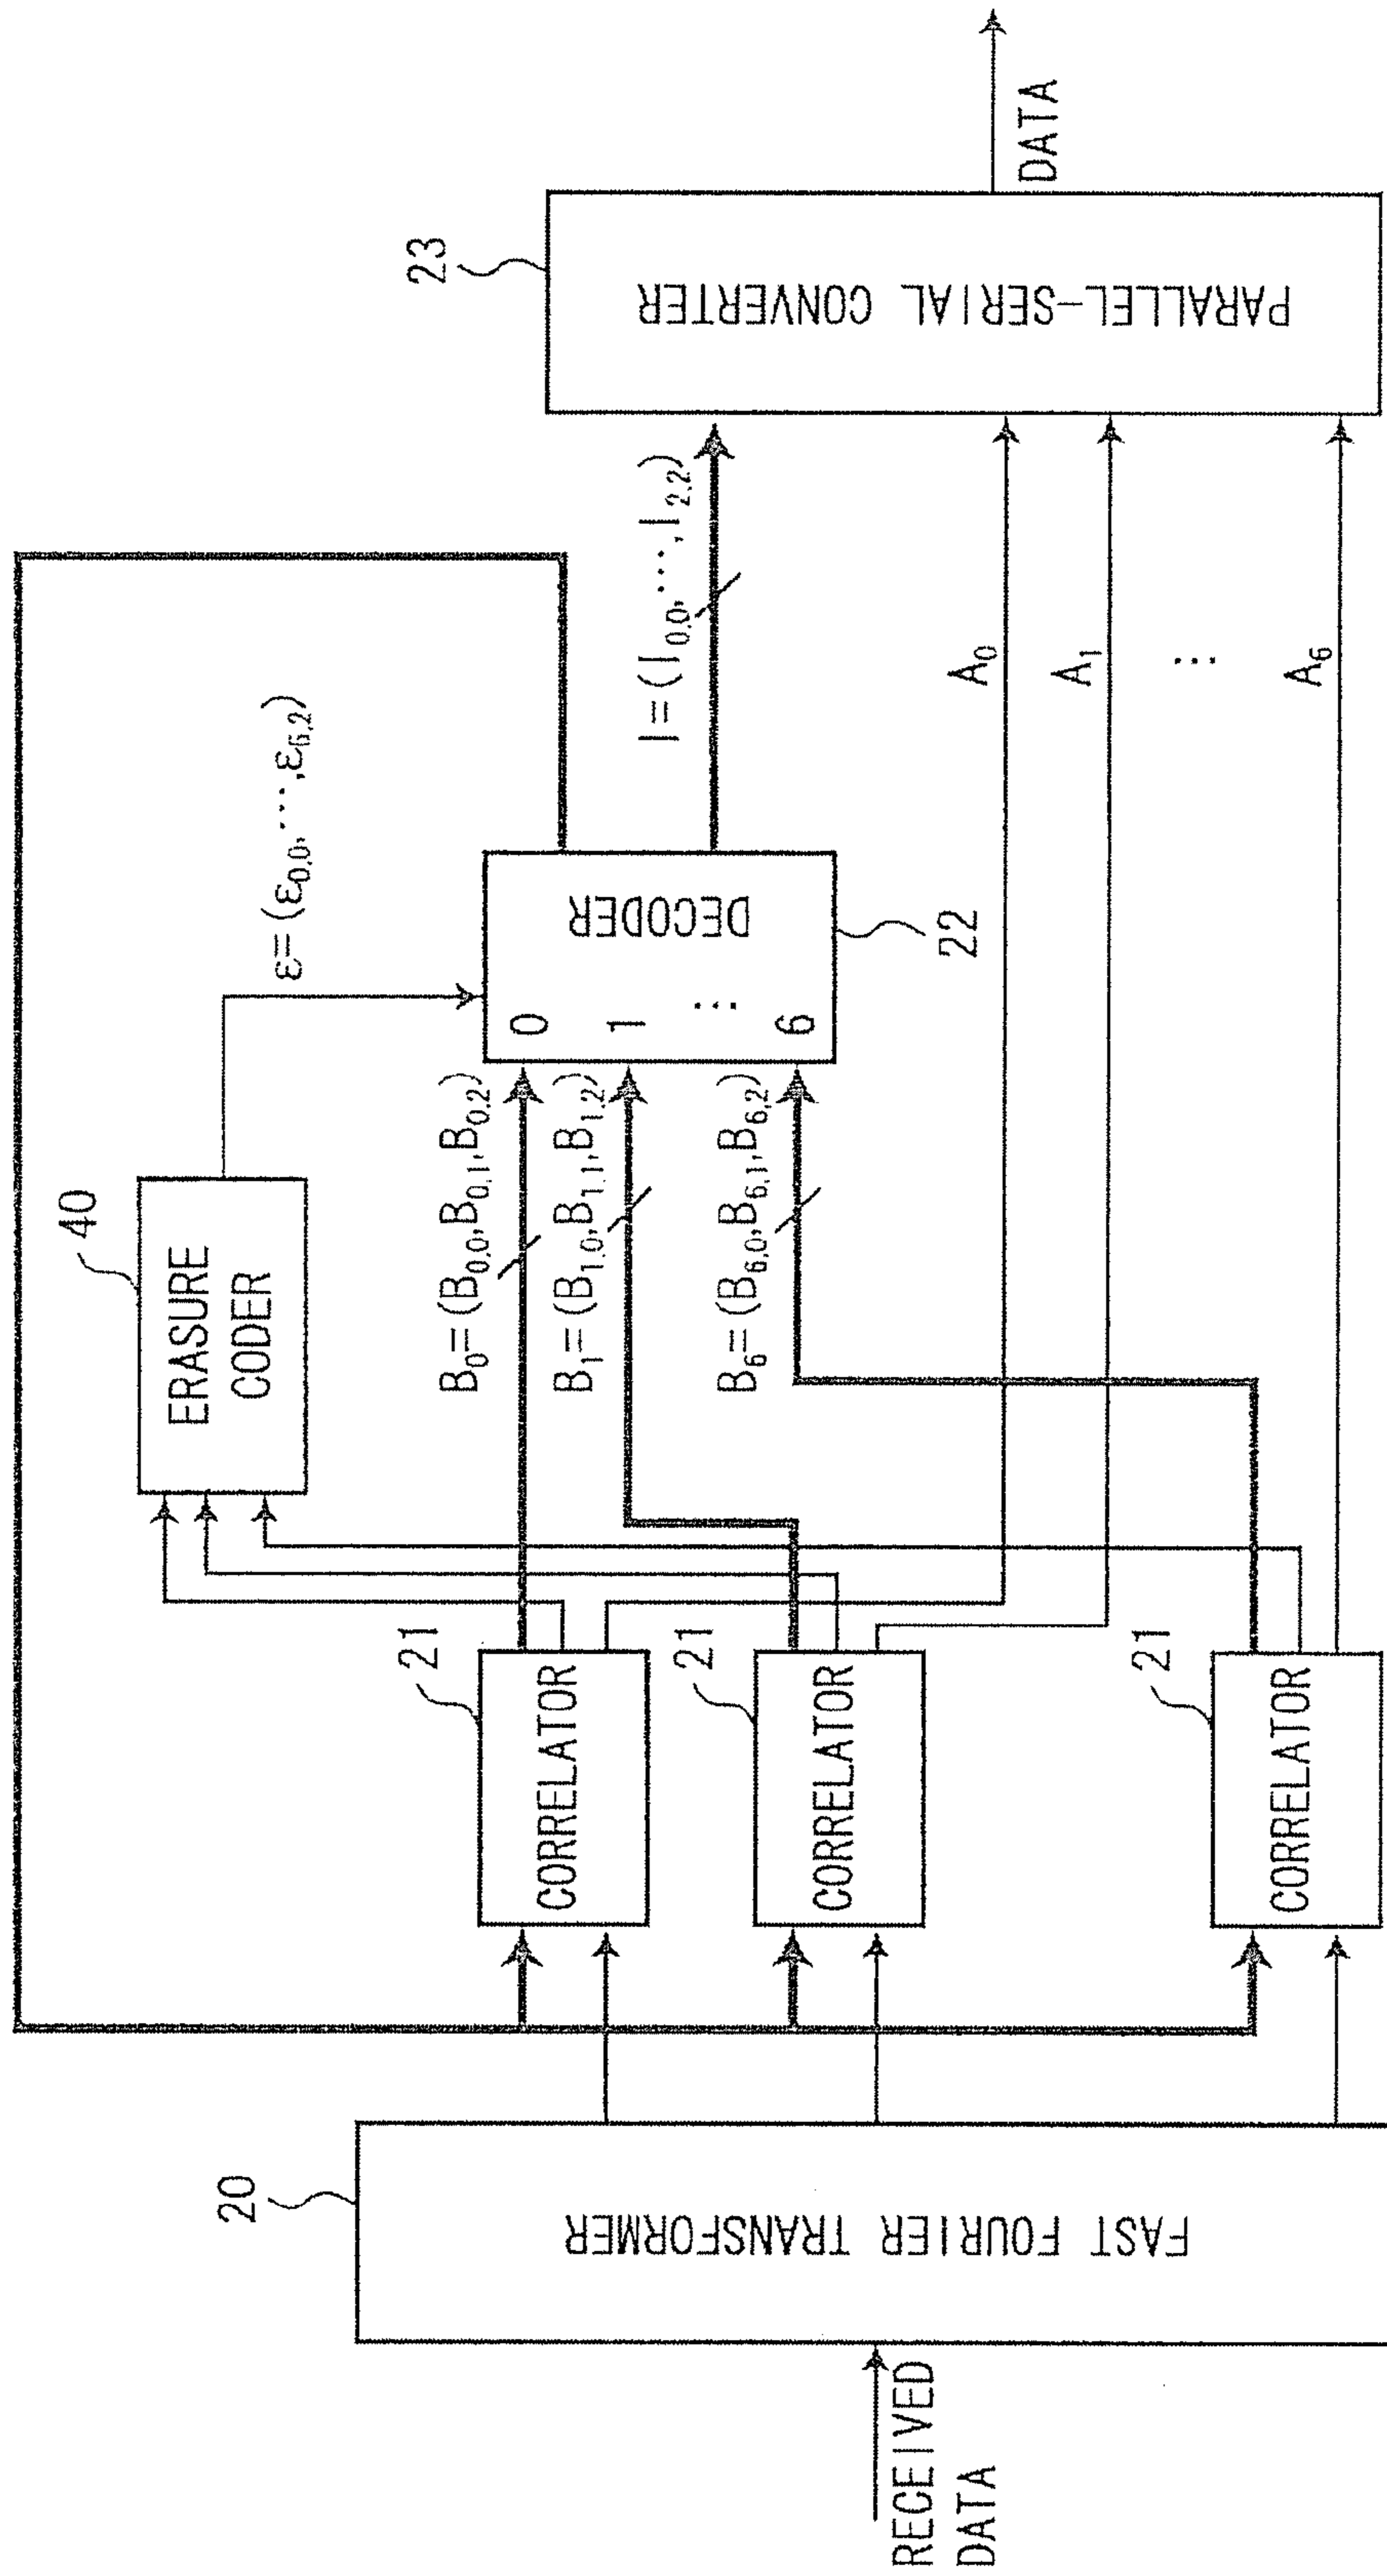 RECEIVED
DATA
20
FAST FOURIER TRANSFORMER
21
CORRELATOR
21
CORRELATOR
21
CORRELATOR
40
ERASURE
CODER
ε=(ε0,0, ⋯ ,ε6,2)
B0=(B0,0,B0,1,B0,2)
B1=(B1,0,B1,1,B1,2)
B6=(B6,0,B6,1,B6,2)
DECODER
0
1
⋯
6
22
I=(I0,0, ⋯ ,I2,2)
A0
A1
⋯
A6
23
PARALLEL-SERIAL CONVERTER
DATA